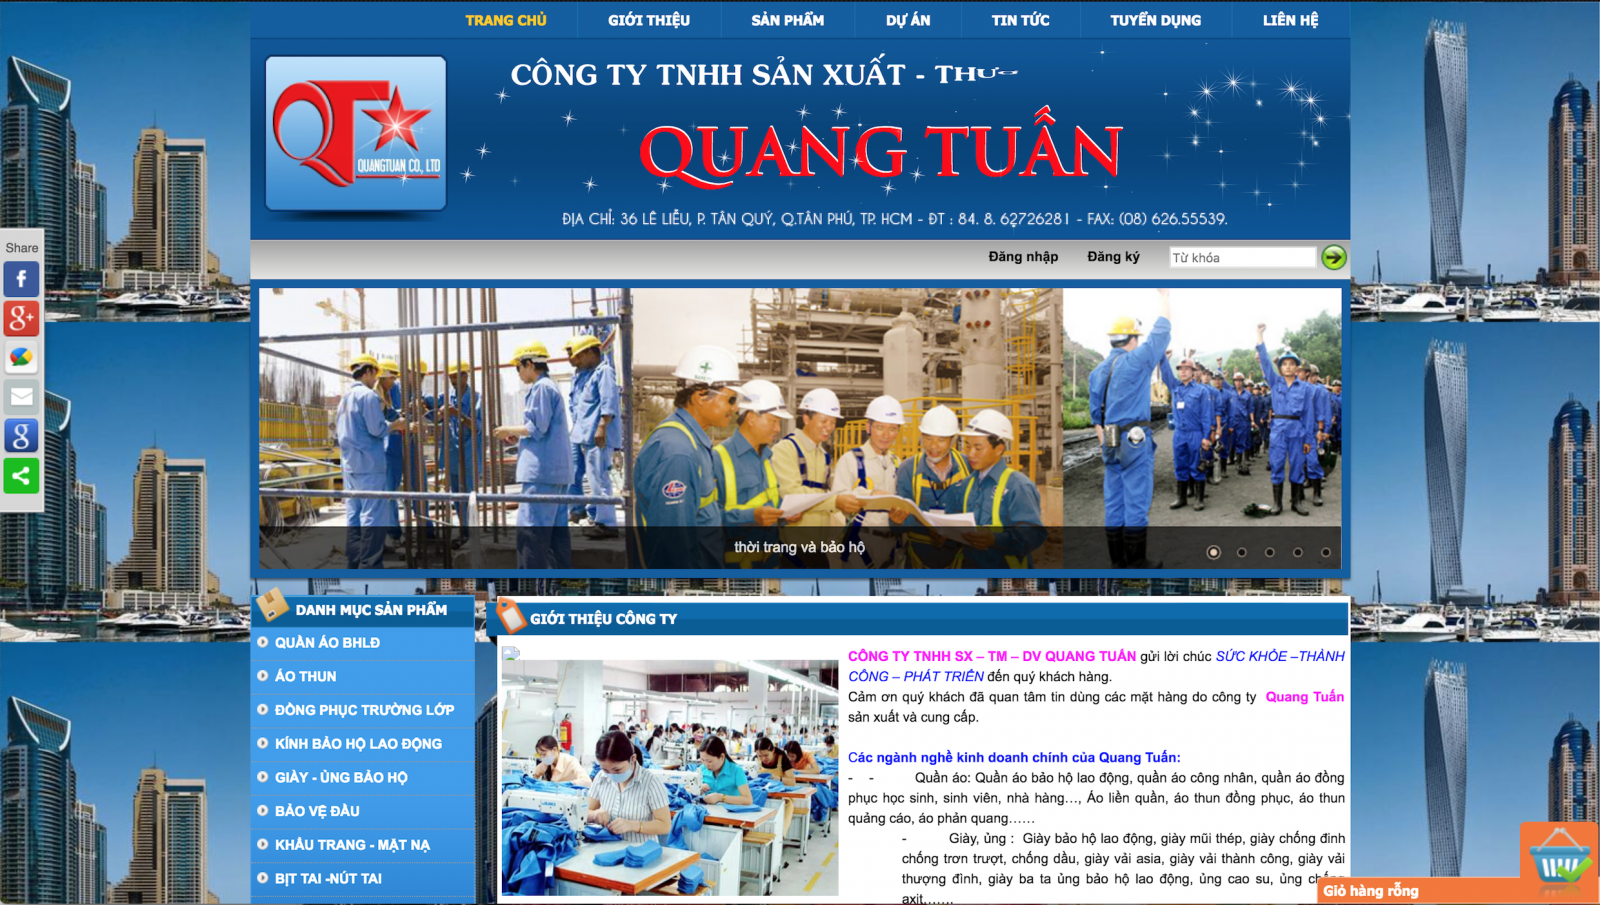 TRANG CHỦ GIỚI THIỆU SẢN PHẨM DỰ ÁN TIN TỨC TUYỂN DỤNG LIÊN HỆ
CÔNG TY TNHH SẢN XUẤT - THƯƠ
QUANG TUẤN
QT QUANGTUAN CO., LTD
ĐỊA CHỈ: 36 LÊ LIỄU, P. TÂN QUÝ, Q.TÂN PHÚ, TP. HCM - ĐT : 84. 8. 62726281 - FAX: (08) 626.55539.
Share
Đăng nhập Đăng ký Từ khóa
thời trang và bảo hộ
DANH MỤC SẢN PHẨM
QUẦN ÁO BHLĐ
ÁO THUN
ĐỒNG PHỤC TRƯỜNG LỚP
KÍNH BẢO HỘ LAO ĐỘNG
GIÀY - ỦNG BẢO HỘ
BẢO VỆ ĐẦU
KHẨU TRANG - MẶT NẠ
BỊT TAI -NÚT TAI
GIỚI THIỆU CÔNG TY
CÔNG TY TNHH SX – TM – DV QUANG TUẤN gửi lời chúc SỨC KHỎE –THÀNH
CÔNG – PHÁT TRIỂN đến quý khách hàng.
Cảm ơn quý khách đã quan tâm tin dùng các mặt hàng do công ty Quang Tuấn
sản xuất và cung cấp.
Các ngành nghề kinh doanh chính của Quang Tuấn:
- - Quần áo: Quần áo bảo hộ lao động, quần áo công nhân, quần áo đồng
phục học sinh, sinh viên, nhà hàng…, Áo liền quần, áo thun đồng phục, áo thun
quảng cáo, áo phản quang……
- Giày, ủng : Giày bảo hộ lao động, giày mũi thép, giày chống đinh
chống trơn trượt, chống dầu, giày vải asia, giày vải thành công, giày vải
thượng đình, giày ba ta ủng bảo hộ lao động, ủng cao su, ủng chống
axit,……
Giỏ hàng rỗng